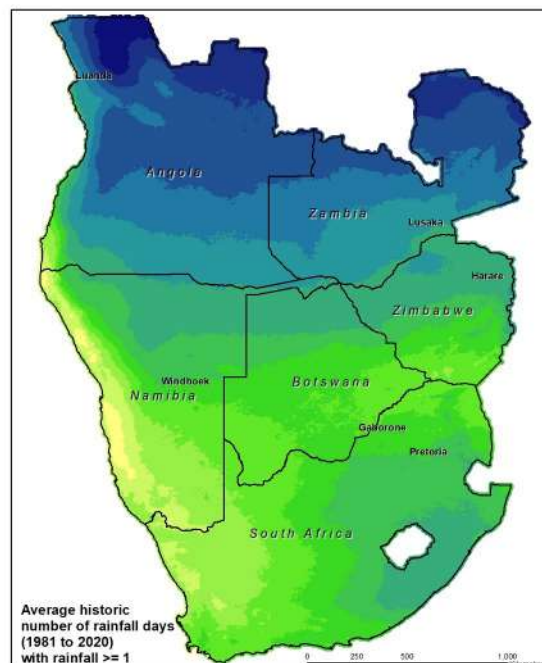 Luanda
Angola
Zambia
Lusaka
Harare
Zimbabwe
Windhoek
Namibia
Botswana
Gaborone
Pretoria
South Africa
Average historic
number of rainfall days
(1981 to 2020)
with rainfall >= 1
0 250 500 1,000